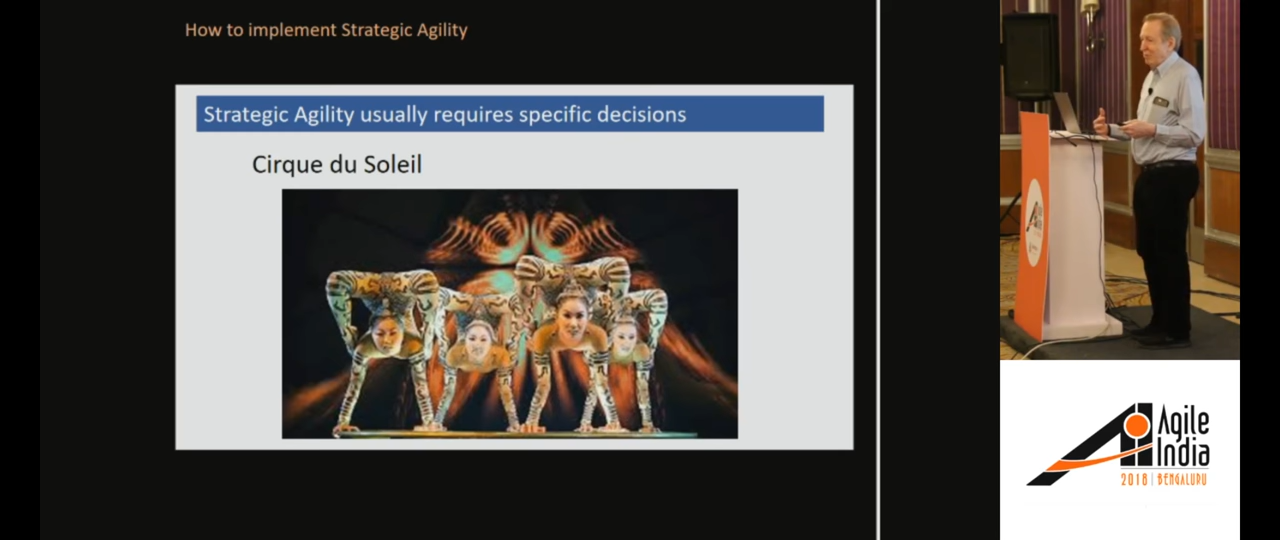 How to implement Strategic Agility
Strategic Agility usually requires specific decisions
Cirque du Soleil
Agile
India
2018 | BENGALURU